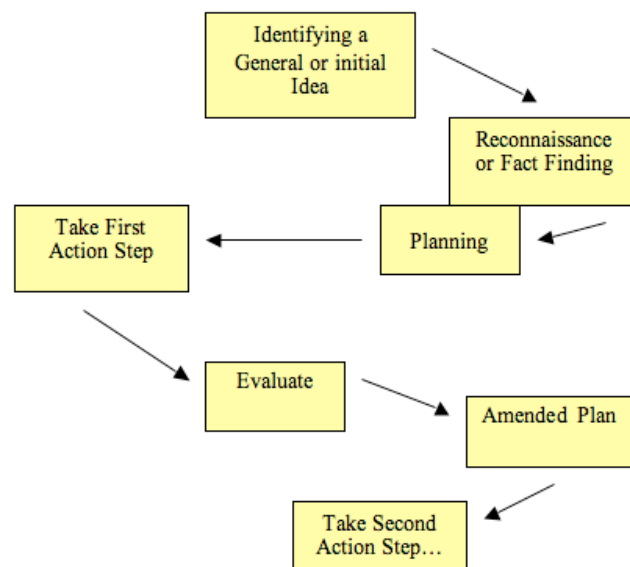 Identifying a
General or initial
Idea
Reconnaissance
or Fact Finding
Planning
Take First
Action Step
Evaluate
Amended Plan
Take Second
Action Step…